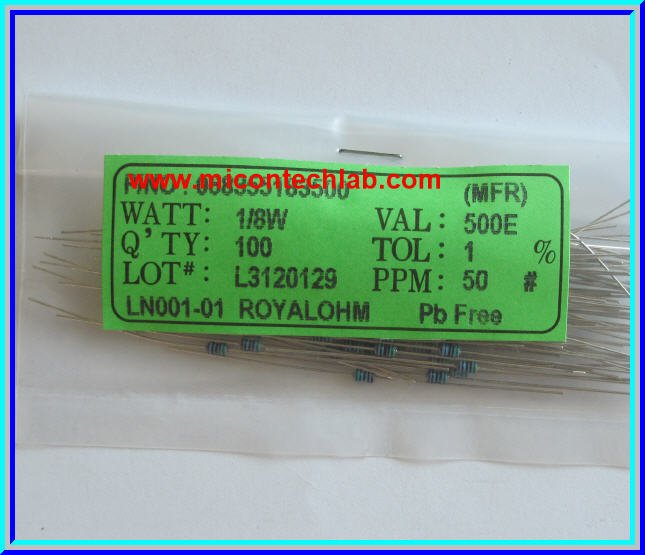 www.micontechlab.com
(MFR)
WATT: 1/8W VAL: 500E
Q'TY: 100 TOL: 1 %
LOT#: L3120129 PPM: 50 #
LN001-01 ROYALOHM Pb Free